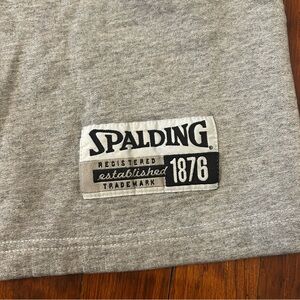 SPALDING®
REGISTERED
established 1876
TRADEMARK